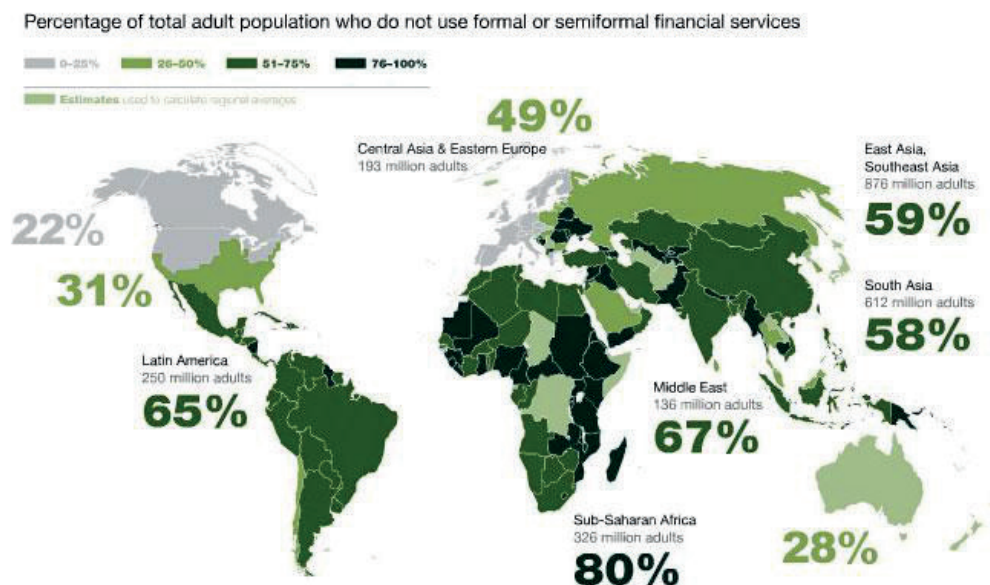 Percentage of total adult population who do not use formal or semiformal financial services
0–25% 26–50% 51–75% 76–100%
Estimates used to calculate regional averages
49%
Central Asia & Eastern Europe
193 million adults
East Asia,
Southeast Asia
876 million adults
59%
22%
31%
South Asia
612 million adults
58%
Latin America
250 million adults
65%
Middle East
136 million adults
67%
Sub-Saharan Africa
326 million adults
80%
28%